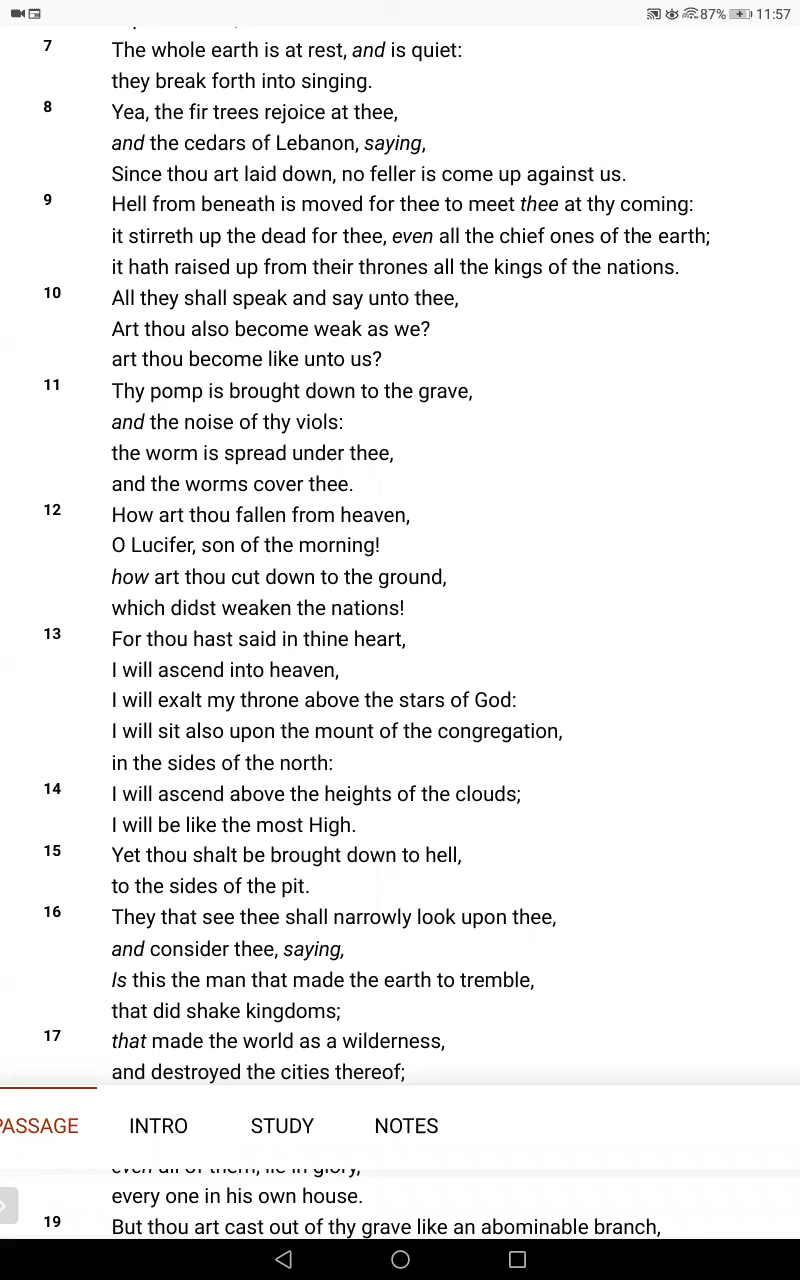 87% 11:57
7 The whole earth is at rest, and is quiet:
they break forth into singing.
8 Yea, the fir trees rejoice at thee,
and the cedars of Lebanon, saying,
Since thou art laid down, no feller is come up against us.
9 Hell from beneath is moved for thee to meet thee at thy coming:
it stirreth up the dead for thee, even all the chief ones of the earth;
it hath raised up from their thrones all the kings of the nations.
10 All they shall speak and say unto thee,
Art thou also become weak as we?
art thou become like unto us?
11 Thy pomp is brought down to the grave,
and the noise of thy viols:
the worm is spread under thee,
and the worms cover thee.
12 How art thou fallen from heaven,
O Lucifer, son of the morning!
how art thou cut down to the ground,
which didst weaken the nations!
13 For thou hast said in thine heart,
I will ascend into heaven,
I will exalt my throne above the stars of God:
I will sit also upon the mount of the congregation,
in the sides of the north:
14 I will ascend above the heights of the clouds;
I will be like the most High.
15 Yet thou shalt be brought down to hell,
to the sides of the pit.
16 They that see thee shall narrowly look upon thee,
and consider thee, saying,
Is this the man that made the earth to tremble,
that did shake kingdoms;
17 that made the world as a wilderness,
and destroyed the cities thereof;
PASSAGE INTRO STUDY NOTES
even all of them, lie in glory,
every one in his own house.
19 But thou art cast out of thy grave like an abominable branch,